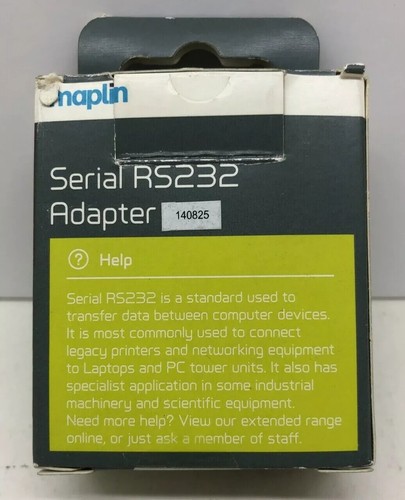 maplin
Serial RS232
Adapter 140825
? Help
Serial RS232 is a standard used to
transfer data between computer devices.
It is most commonly used to connect
legacy printers and networking equipment
to Laptops and PC tower units. It also has
specialist application in some industrial
machinery and scientific equipment.
Need more help? View our extended range
online, or just ask a member of staff.